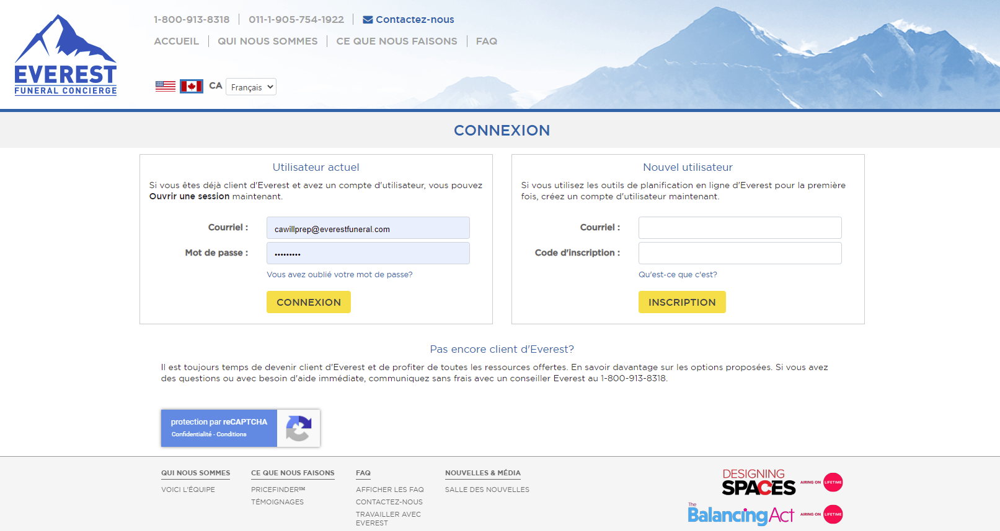 1-800-913-8318
011-1-905-754-1922
Contactez-nous
ACCUEIL
QUI NOUS SOMMES
CE QUE NOUS FAISONS
FAQ
EVEREST
FUNERAL CONCIERGE
CA
Français
CONNEXION
Utilisateur actuel
Si vous êtes déjà client d'Everest et avez un compte d'utilisateur, vous pouvez
Ouvrir une session maintenant.
Courriel :
cawillprep@everestfuneral.com
Mot de passe :
•••••••••
Vous avez oublié votre mot de passe?
CONNEXION
Nouvel utilisateur
Si vous utilisez les outils de planification en ligne d'Everest pour la première
fois, créez un compte d'utilisateur maintenant.
Courriel :
Code d'inscription :
Qu'est-ce que c'est?
INSCRIPTION
Pas encore client d'Everest?
Il est toujours temps de devenir client d'Everest et de profiter de toutes les ressources offertes. En savoir davantage sur les options proposées. Si vous avez
des questions ou avec besoin d'aide immédiate, communiquez sans frais avec un conseiller Everest au 1-800-913-8318.
protection par reCAPTCHA
Confidentialité - Conditions
QUI NOUS SOMMES
VOICI L'ÉQUIPE
CE QUE NOUS FAISONS
PRICEFINDER℠
TÉMOIGNAGES
FAQ
AFFICHER LES FAQ
CONTACTEZ-NOUS
TRAVAILLER AVEC
EVEREST
NOUVELLES & MÉDIA
SALLE DES NOUVELLES
DESIGNING
SPACES
AIRING ON LIFETIME
The
Balancing Act
AIRING ON LIFETIME